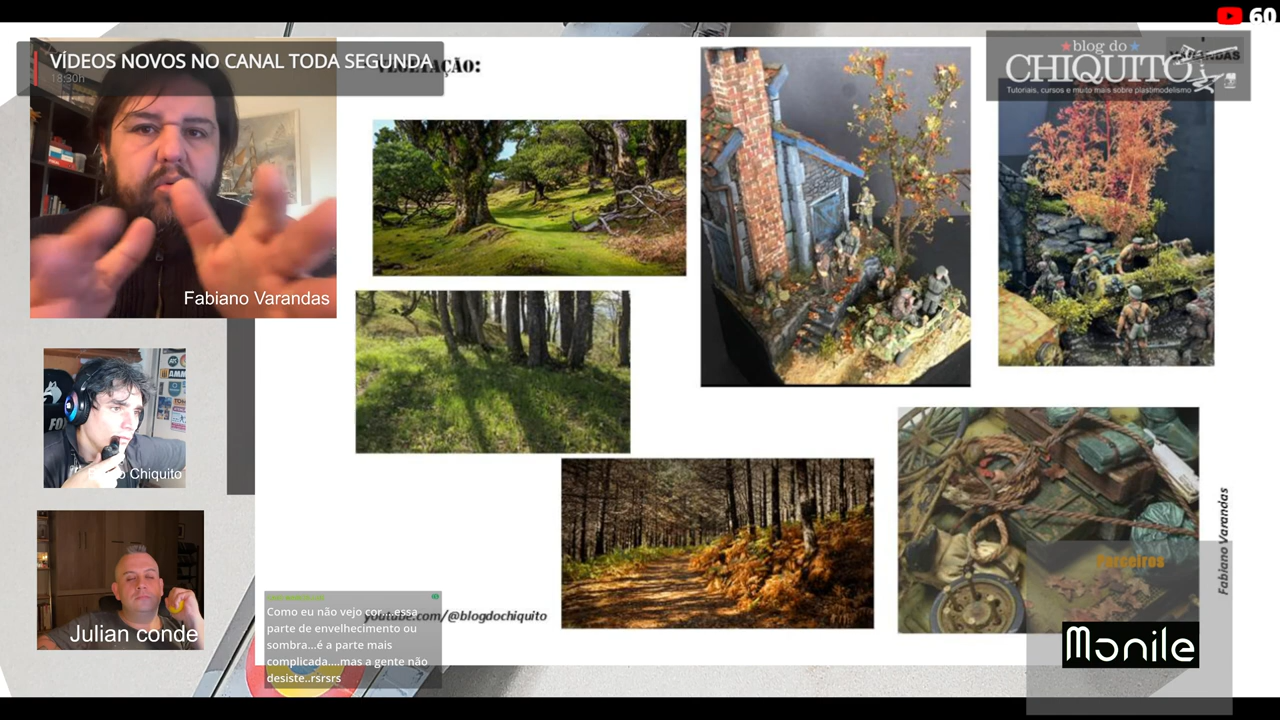 60
VÍDEOS NOVOS NO CANAL TODA SEGUNDA
18:30h
VEGETAÇÃO:
blog do
CHIQUITO
Tutoriais, cursos e muito mais sobre plastimodelismo
VARANDAS
Fabiano Varandas
Chiquito
Julian conde
Como eu não vejo cor....essa
parte de envelhecimento ou
sombra...é a parte mais
complicada....mas a gente não
desiste..rsrsrs
youtube.com/@blogdochiquito
Fabiano Varandas
Parceiros
Monile